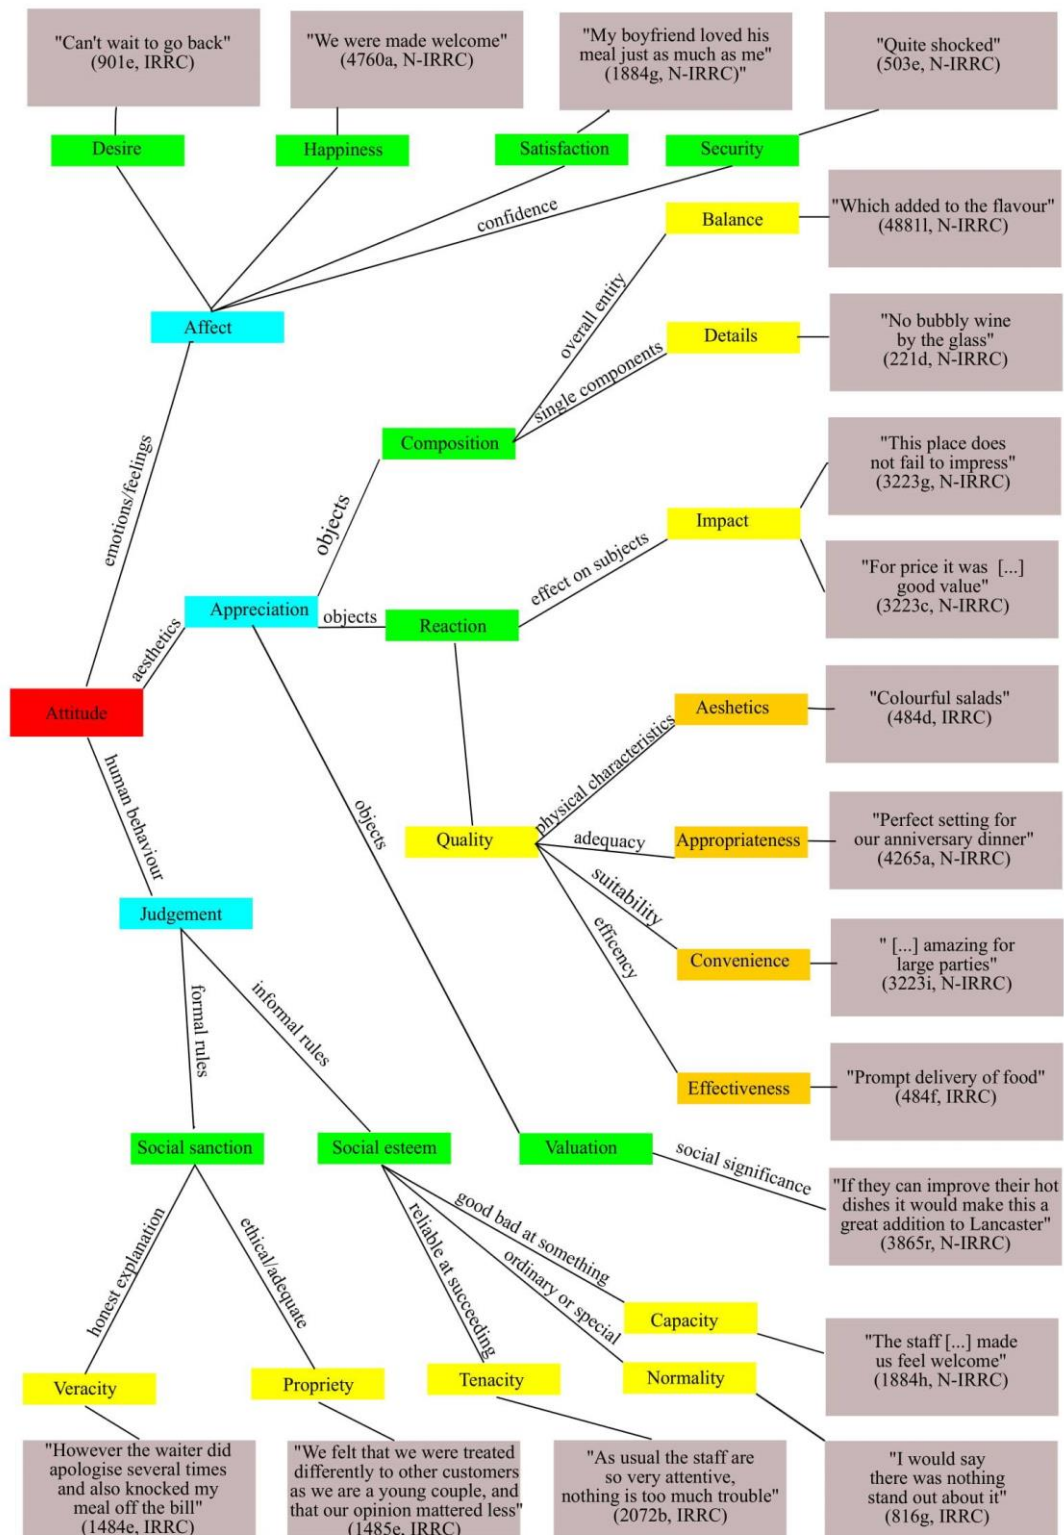 "Can't wait to go back"
(901e, IRRC)
"We were made welcome"
(4760a, N-IRRC)
"My boyfriend loved his
meal just as much as me"
(1884g, N-IRRC)"
"Quite shocked"
(503e, N-IRRC)
Desire
Happiness
Satisfaction
Security
confidence
Balance
"Which added to the flavour"
(4881l, N-IRRC)
Affect
overall entity
Details
"No bubbly wine
by the glass"
(221d, N-IRRC)
single components
Composition
emotions/feelings
objects
"This place does
not fail to impress"
(3223g, N-IRRC)
Impact
effect on subjects
"For price it was [...]
good value"
(3223c, N-IRRC)
Appreciation
objects
Reaction
aesthetics
Attitude
Aeshetics
"Colourful salads"
(484d, IRRC)
physical characteristics
human behaviour
objects
Quality
adequacy
Appropriateness
"Perfect setting for
our anniversary dinner"
(4265a, N-IRRC)
suitability
Judgement
efficency
Convenience
" [...] amazing for
large parties"
(3223i, N-IRRC)
formal rules
informal rules
Effectiveness
"Prompt delivery of food"
(484f, IRRC)
Social sanction
Social esteem
Valuation
social significance
"If they can improve their hot
dishes it would make this a
great addition to Lancaster"
(3865r, N-IRRC)
honest explanation
ethical/adequate
reliable at succeeding
good bad at something
ordinary or special
Capacity
"The staff [...] made
us feel welcome"
(1884h, N-IRRC)
Veracity
Propriety
Tenacity
Normality
"However the waiter did
apologise several times
and also knocked my
meal off the bill"
(1484e, IRRC)
"We felt that we were treated
differently to other customers
as we are a young couple, and
that our opinion mattered less"
(1485e, IRRC)
"As usual the staff are
so very attentive,
nothing is too much trouble"
(2072b, IRRC)
"I would say
there was nothing
stand out about it"
(816g, IRRC)